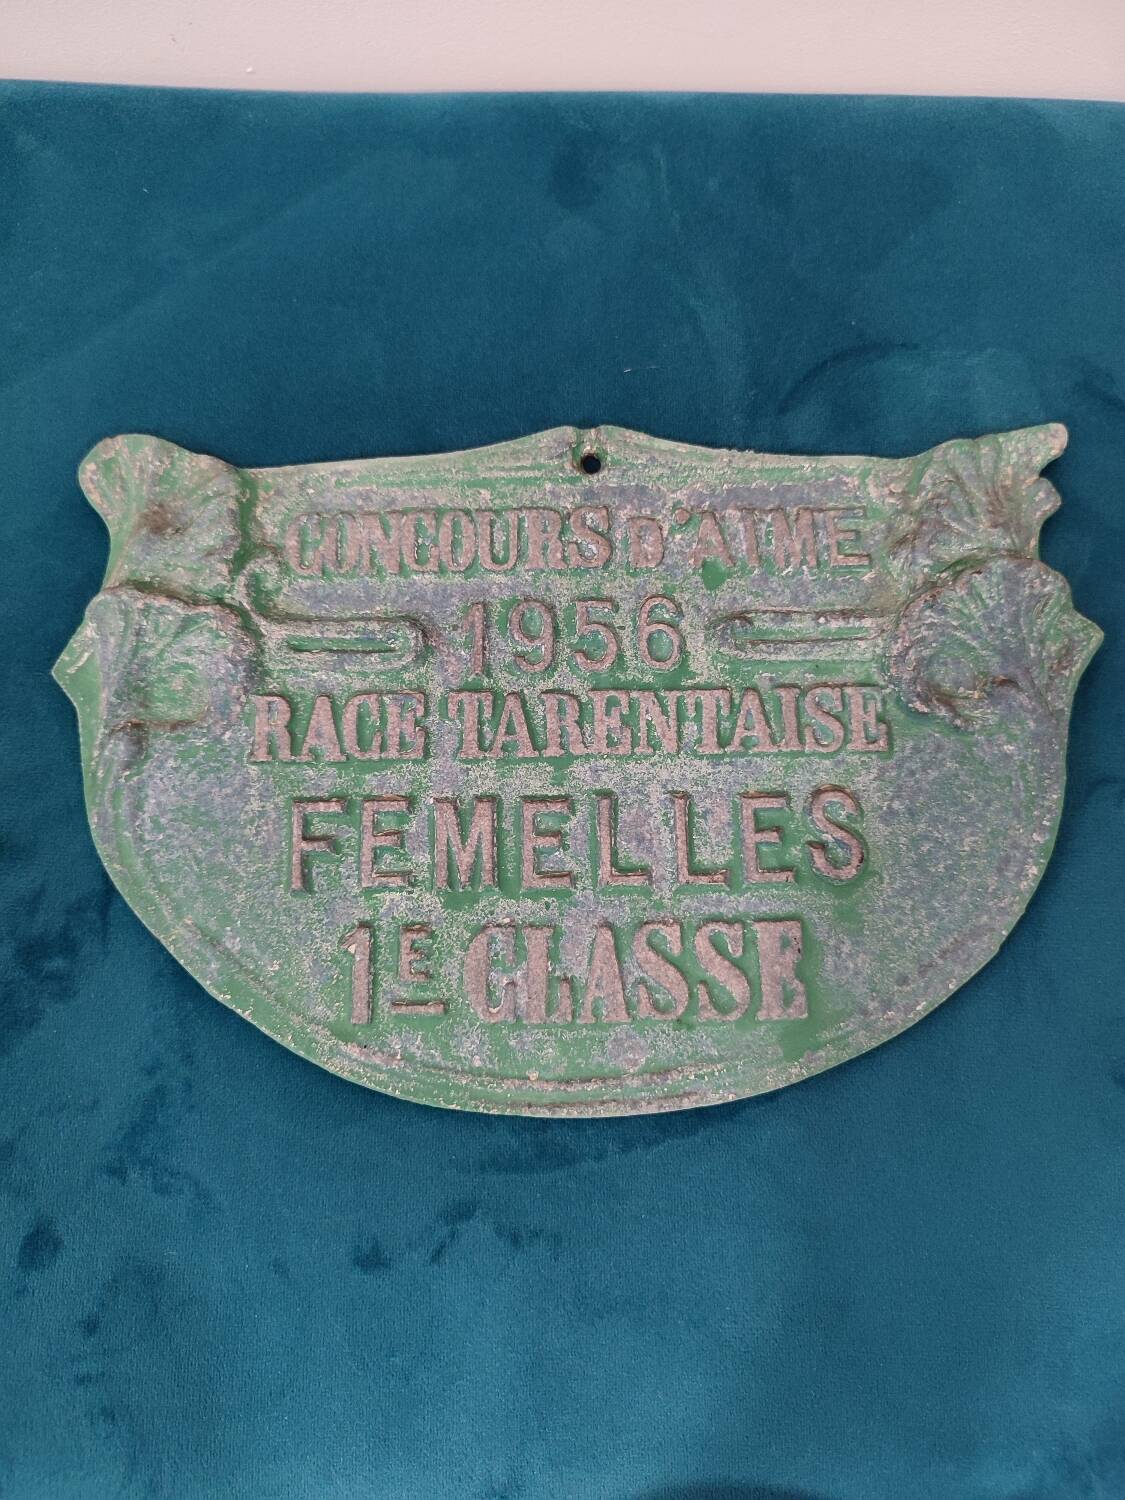 CONCOURS D'AIME
1956
RACE TARENTAISE
FEMELLES
1E CLASSE